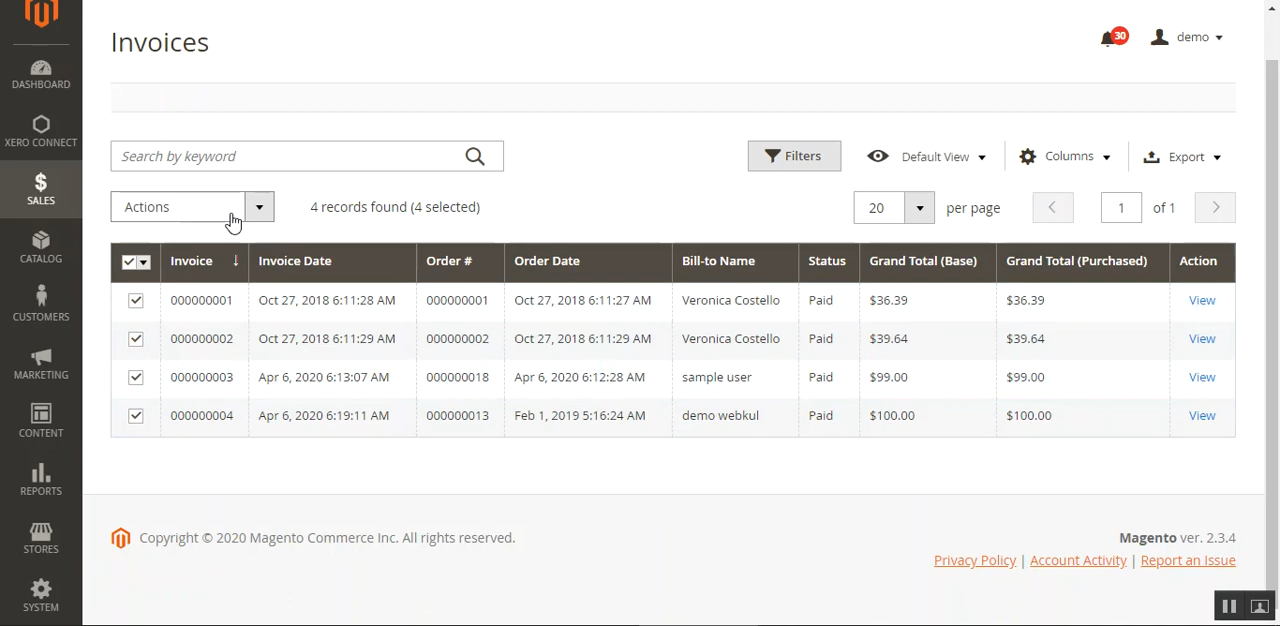 Invoices
30
demo
DASHBOARD
XERO CONNECT
SALES
CATALOG
CUSTOMERS
MARKETING
CONTENT
REPORTS
STORES
SYSTEM
Search by keyword
Filters
Default View
Columns
Export
Actions
4 records found (4 selected)
20
per page
1
of 1
Invoice ↓ Invoice Date Order # Order Date Bill-to Name Status Grand Total (Base) Grand Total (Purchased) Action
000000001 Oct 27, 2018 6:11:28 AM 000000001 Oct 27, 2018 6:11:27 AM Veronica Costello Paid $36.39 $36.39 View
000000002 Oct 27, 2018 6:11:29 AM 000000002 Oct 27, 2018 6:11:29 AM Veronica Costello Paid $39.64 $39.64 View
000000003 Apr 6, 2020 6:13:07 AM 000000018 Apr 6, 2020 6:12:28 AM sample user Paid $99.00 $99.00 View
000000004 Apr 6, 2020 6:19:11 AM 000000013 Feb 1, 2019 5:16:24 AM demo webkul Paid $100.00 $100.00 View
Copyright © 2020 Magento Commerce Inc. All rights reserved.
Magento ver. 2.3.4
Privacy Policy | Account Activity | Report an Issue